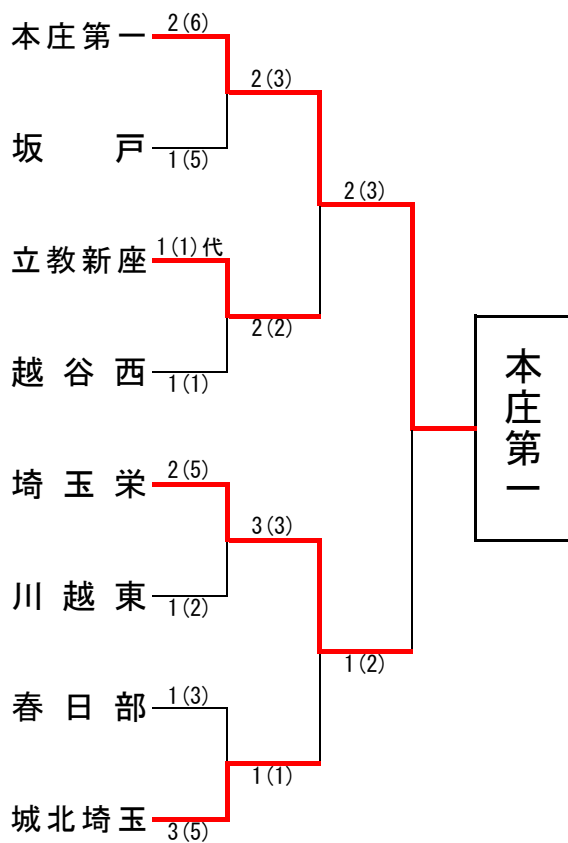 本庄第一
2(6)
2(3)
坂戸
1(5)
2(3)
立教新座
1(1)代
2(2)
越谷西
1(1)
本庄第一
埼玉栄
2(5)
3(3)
川越東
1(2)
1(2)
春日部
1(3)
1(1)
城北埼玉
3(5)